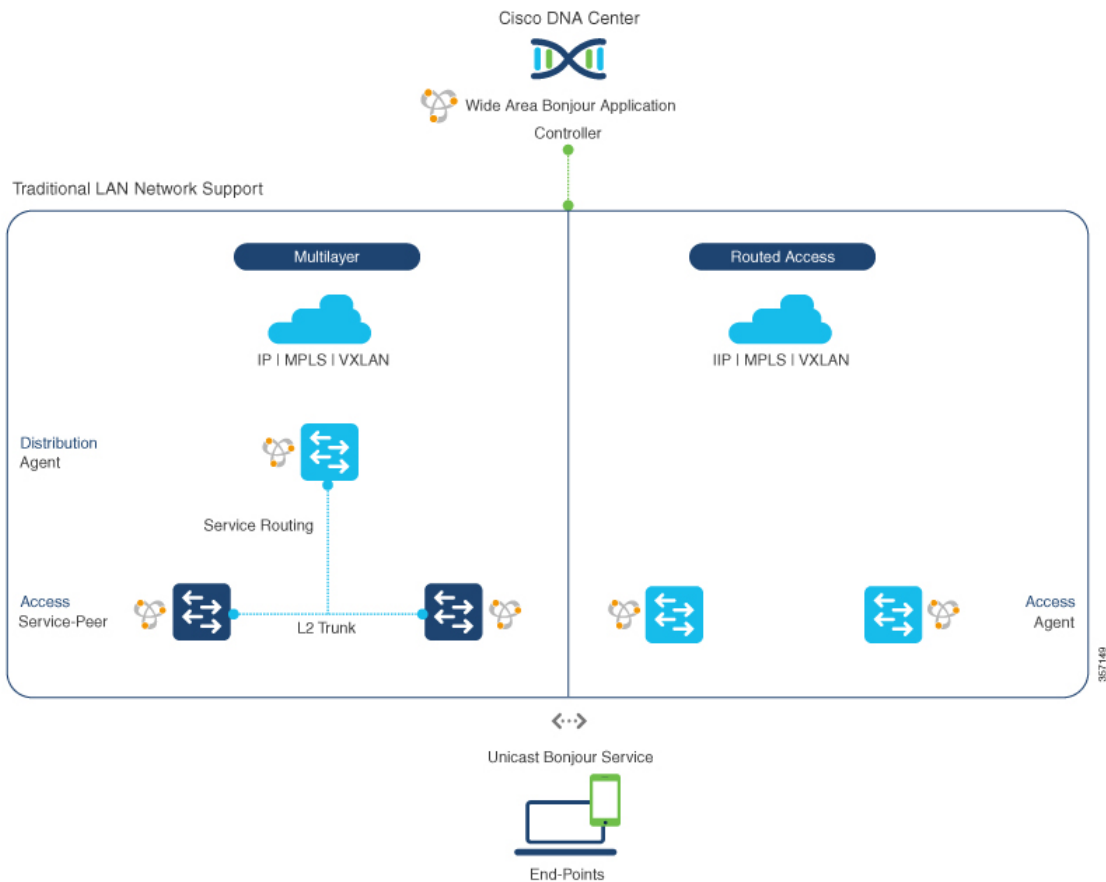 Cisco DNA Center
Wide Area Bonjour Application
Controller
Traditional LAN Network Support
Multilayer
Routed Access
IP | MPLS | VXLAN
IIP | MPLS | VXLAN
Distribution
Agent
Service Routing
Access
Service-Peer
L2 Trunk
Access
Agent
357149
Unicast Bonjour Service
End-Points